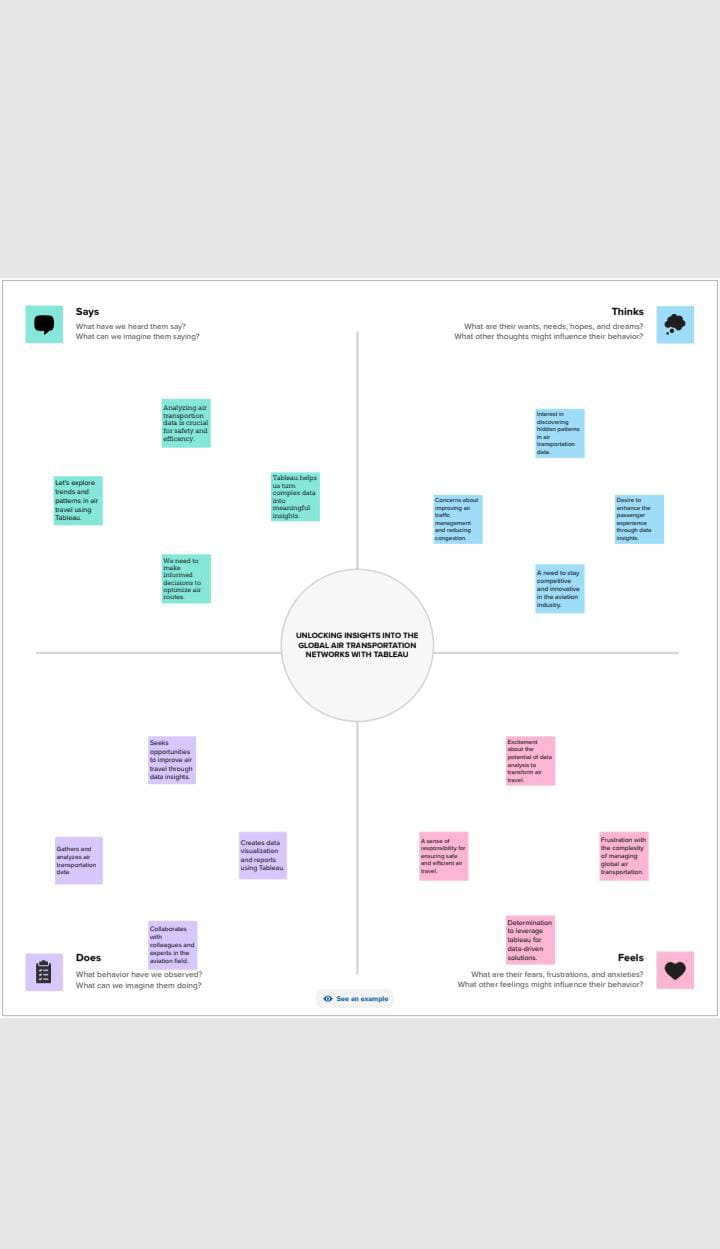 Says
What have we heard them say?
What can we imagine them saying?
Thinks
What are their wants, needs, hopes, and dreams?
What other thoughts might influence their behavior?
Analyzing air
transportion
data is crucial
for safety and
efficency.
Let's explore
trends and
patterns in air
travel using
Tableau.
Tableau helps
us turn
complex data
into
meaningful
insights.
We need to
make
informed
decisions to
optimize air
routes.
Interest in
discovering
hidden patterns
in air
transportation
data.
Concerns about
improving air
traffic
management
and reducing
congestion.
Desire to
enhance the
passenger
experience
through data
insights.
A need to stay
competitive
and innovative
in the aviation
industry.
UNLOCKING INSIGHTS INTO THE
GLOBAL AIR TRANSPORTATION
NETWORKS WITH TABLEAU
Seeks
opportunities
to improve air
travel through
data insights.
Gathers and
analyzes air
transportation
data.
Creates data
visualization
and reports
using Tableau.
Collaborates
with
colleagues and
experts in the
aviation field.
Does
What behavior have we observed?
What can we imagine them doing?
Excitement
about the
potential of data
analysis to
transform air
travel.
A sense of
responsibility for
ensuring safe
and efficient air
travel.
Frustration with
the complexity
of managing
global air
transportation.
Determination
to leverage
tableau for
data-driven
solutions.
Feels
What are their fears, frustrations, and anxieties?
What other feelings might influence their behavior?
See an example